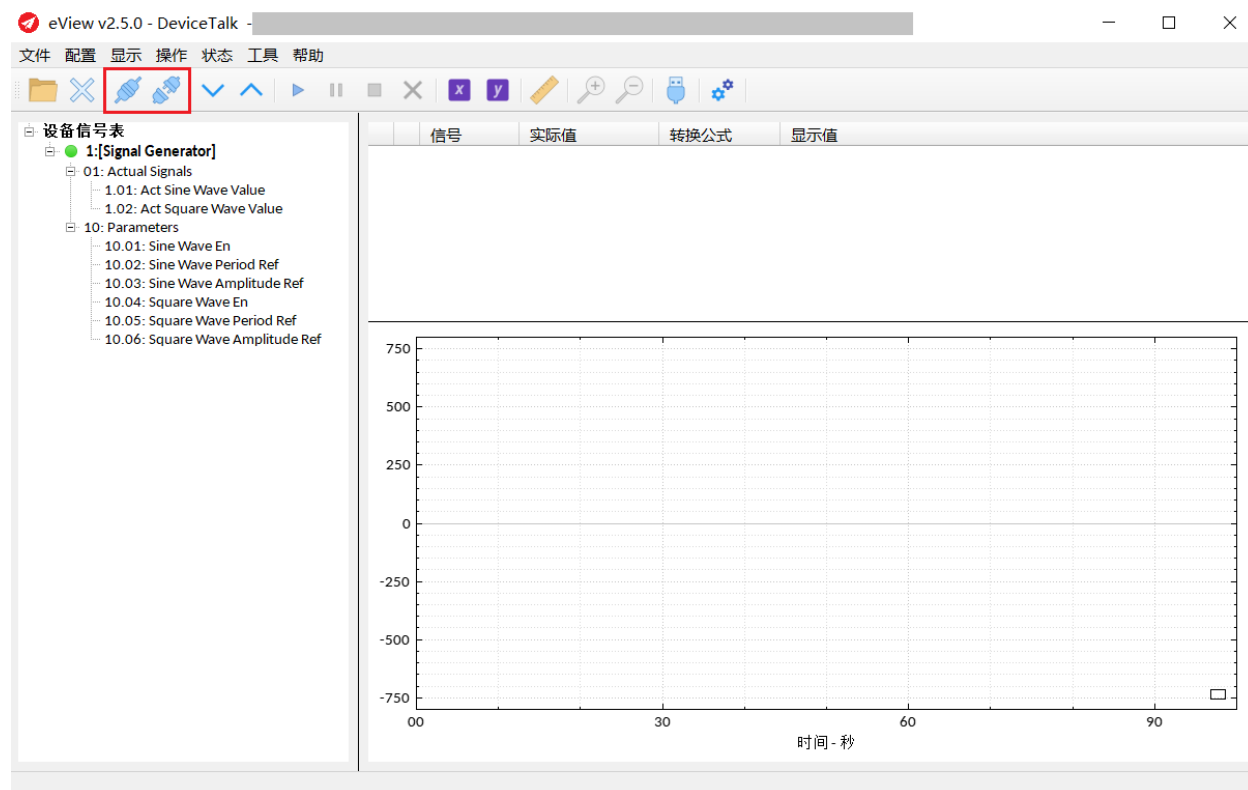 eView v2.5.0 - DeviceTalk -
文件 配置 显示 操作 状态 工具 帮助
x y
设备信号表
1:[Signal Generator]
01: Actual Signals
1.01: Act Sine Wave Value
1.02: Act Square Wave Value
10: Parameters
10.01: Sine Wave En
10.02: Sine Wave Period Ref
10.03: Sine Wave Amplitude Ref
10.04: Square Wave En
10.05: Square Wave Period Ref
10.06: Square Wave Amplitude Ref
信号 实际值 转换公式 显示值
750
500
250
0
-250
-500
-750
00 30 60 90
时间 - 秒